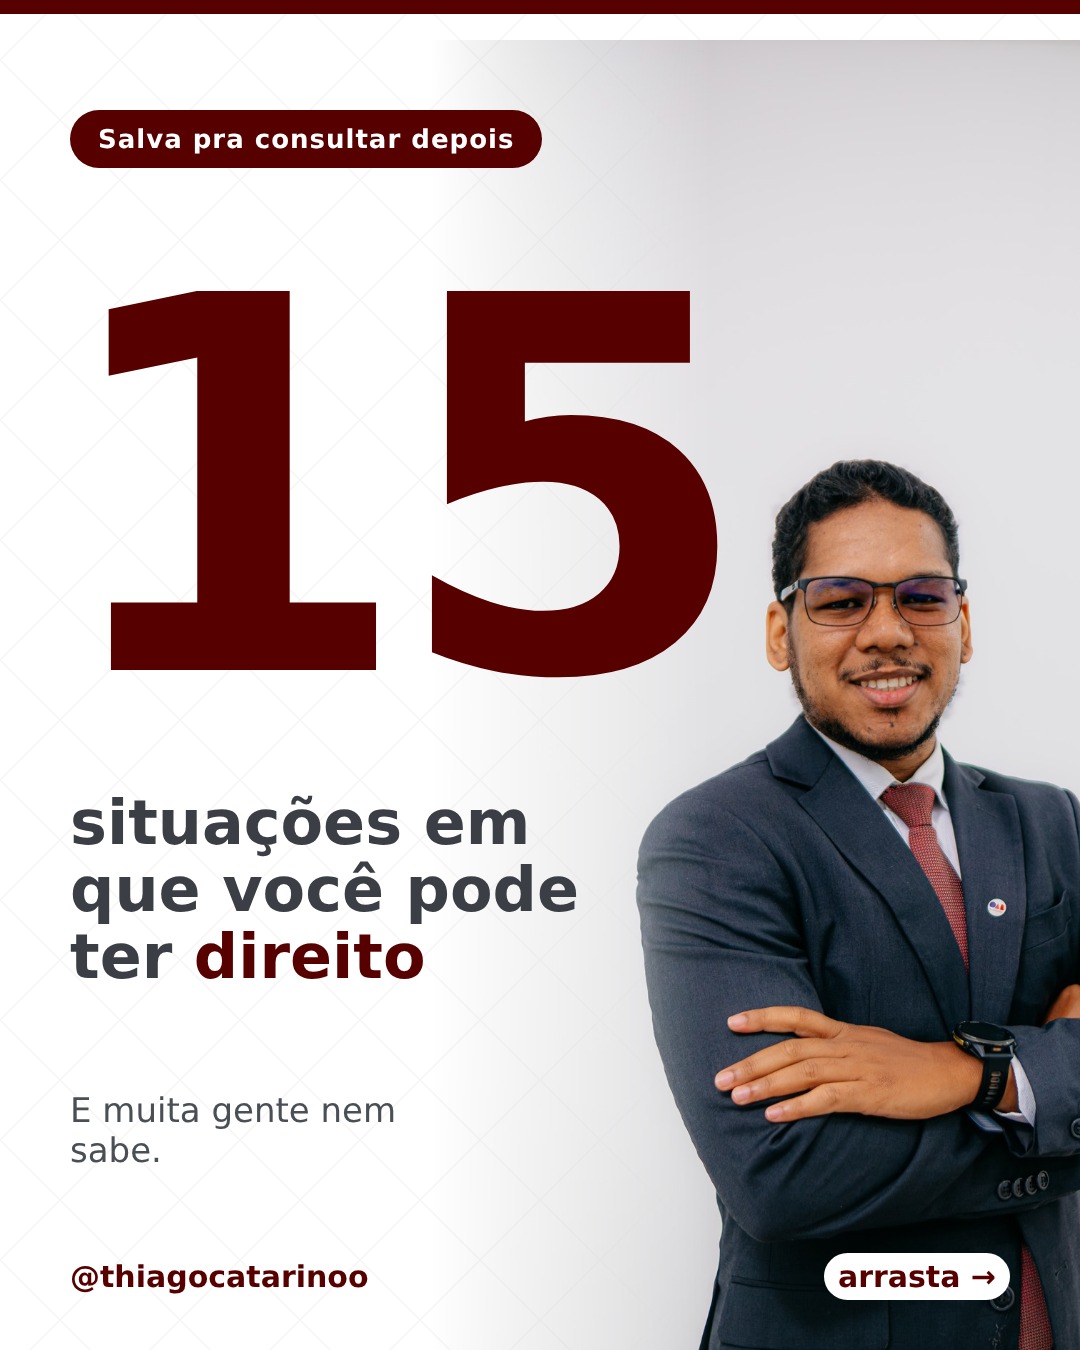 Salva pra consultar depois
15
situações em
que você pode
ter direito
E muita gente nem
sabe.
@thiagocatarinoo
arrasta →